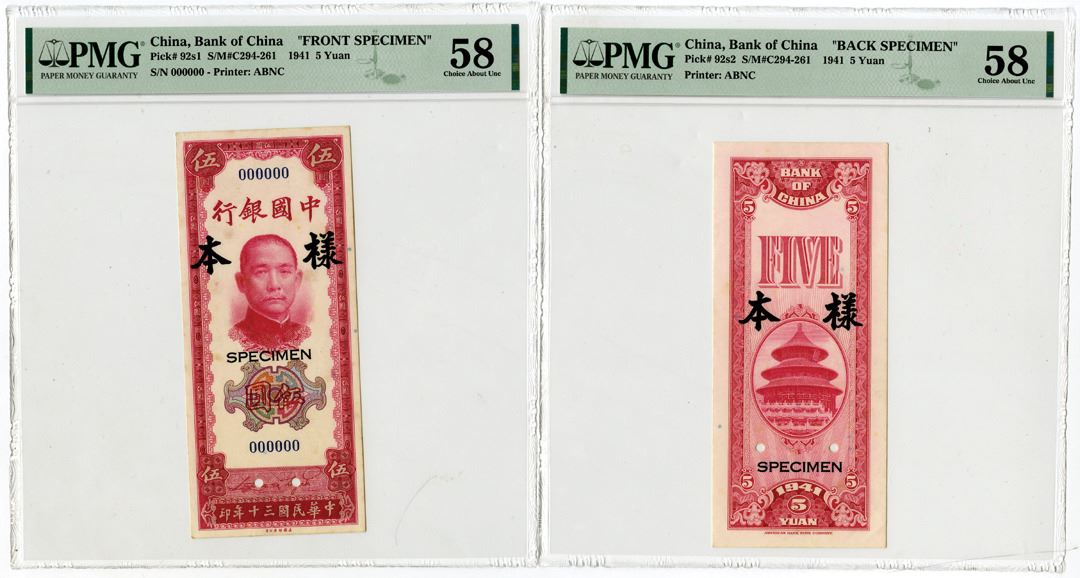 PMG
PAPER MONEY GUARANTY
China, Bank of China "FRONT SPECIMEN"
Pick# 92s1 S/M#C294-261 1941 5 Yuan
S/N 000000 - Printer: ABNC
58
Choice About Unc
伍 伍
000000
行銀國中
本 樣
SPECIMEN
圓伍
000000
伍 伍
印年十三國民華中
PMG
PAPER MONEY GUARANTY
China, Bank of China "BACK SPECIMEN"
Pick# 92s2 S/M#C294-261 1941 5 Yuan
Printer: ABNC
58
Choice About Unc
BANK
OF
CHINA
5 5
FIVE
本 樣
SPECIMEN
5 5
1941
5
YUAN
AMERICAN BANK NOTE COMPANY